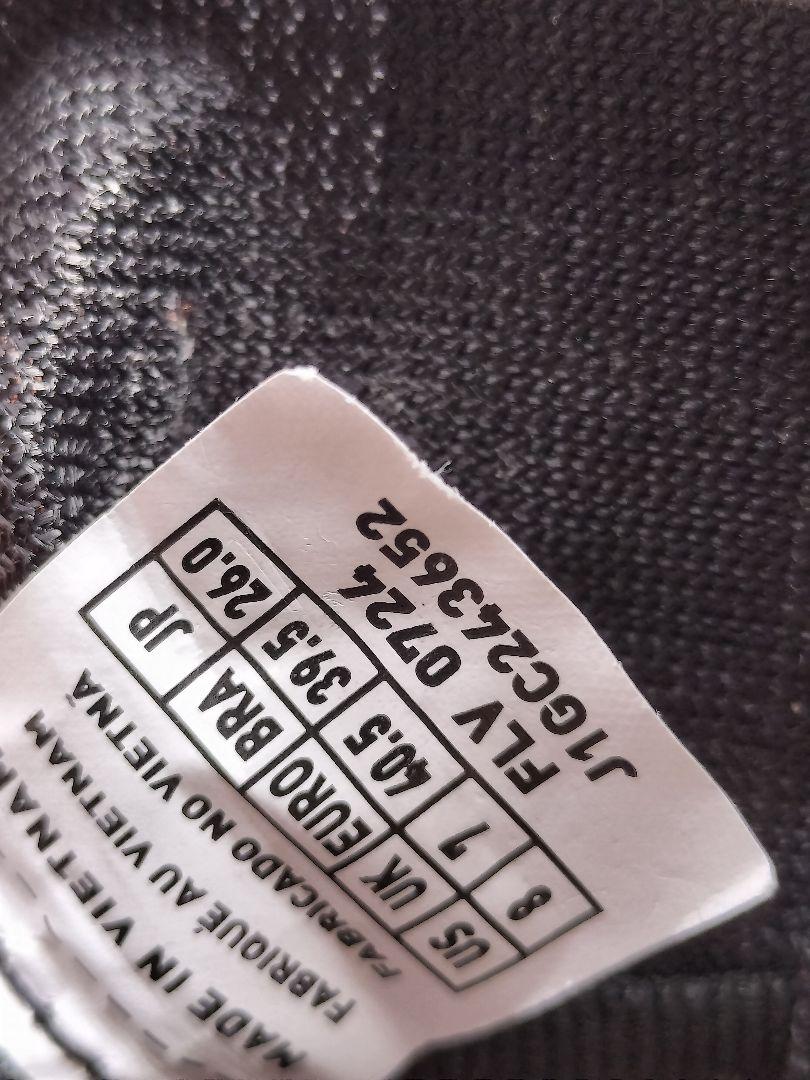 MADE IN VIETNAM
FABRIQUÉ AU VIETNAM
FABRICADO NO VIETNÃ
US UK EURO BRA JP
8 7 40.5 39.5 26.0
FLV 0724
J1GC243652